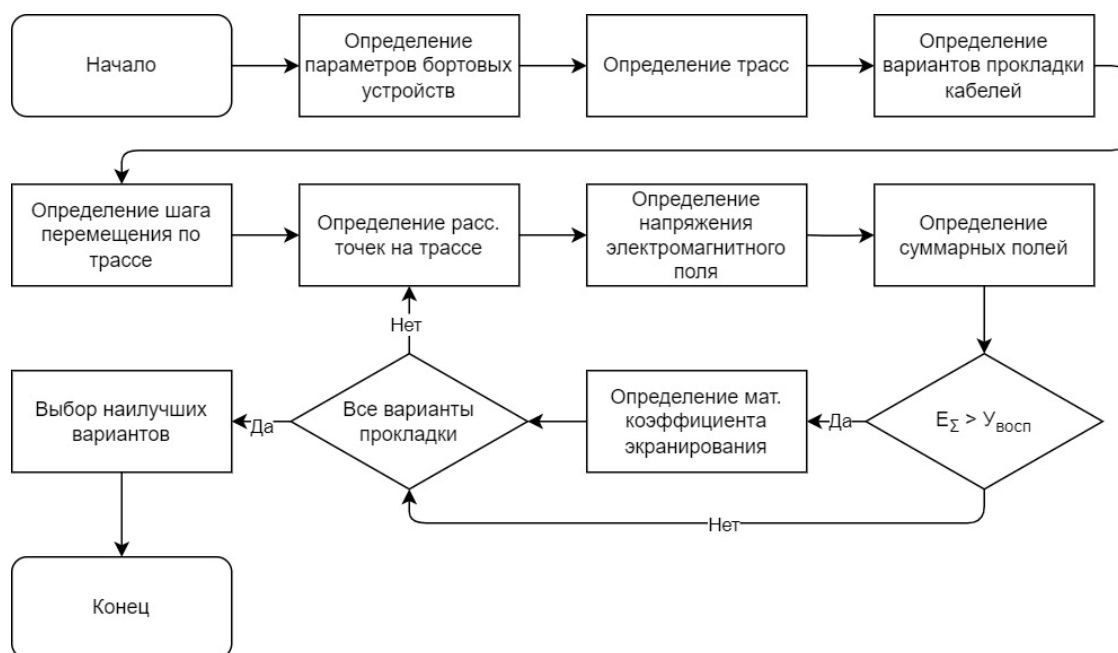 Начало
Определение
параметров бортовых
устройств
Определение трасс
Определение
вариантов прокладки
кабелей
Определение шага
перемещения по
трассе
Определение расс.
точек на трассе
Определение
напряжения
электромагнитного
поля
Определение
суммарных полей
Нет
Выбор наилучших
вариантов
Да
Все варианты
прокладки
Определение мат.
коэффициента
экранирования
Да
E_Σ > У_восп
Нет
Конец